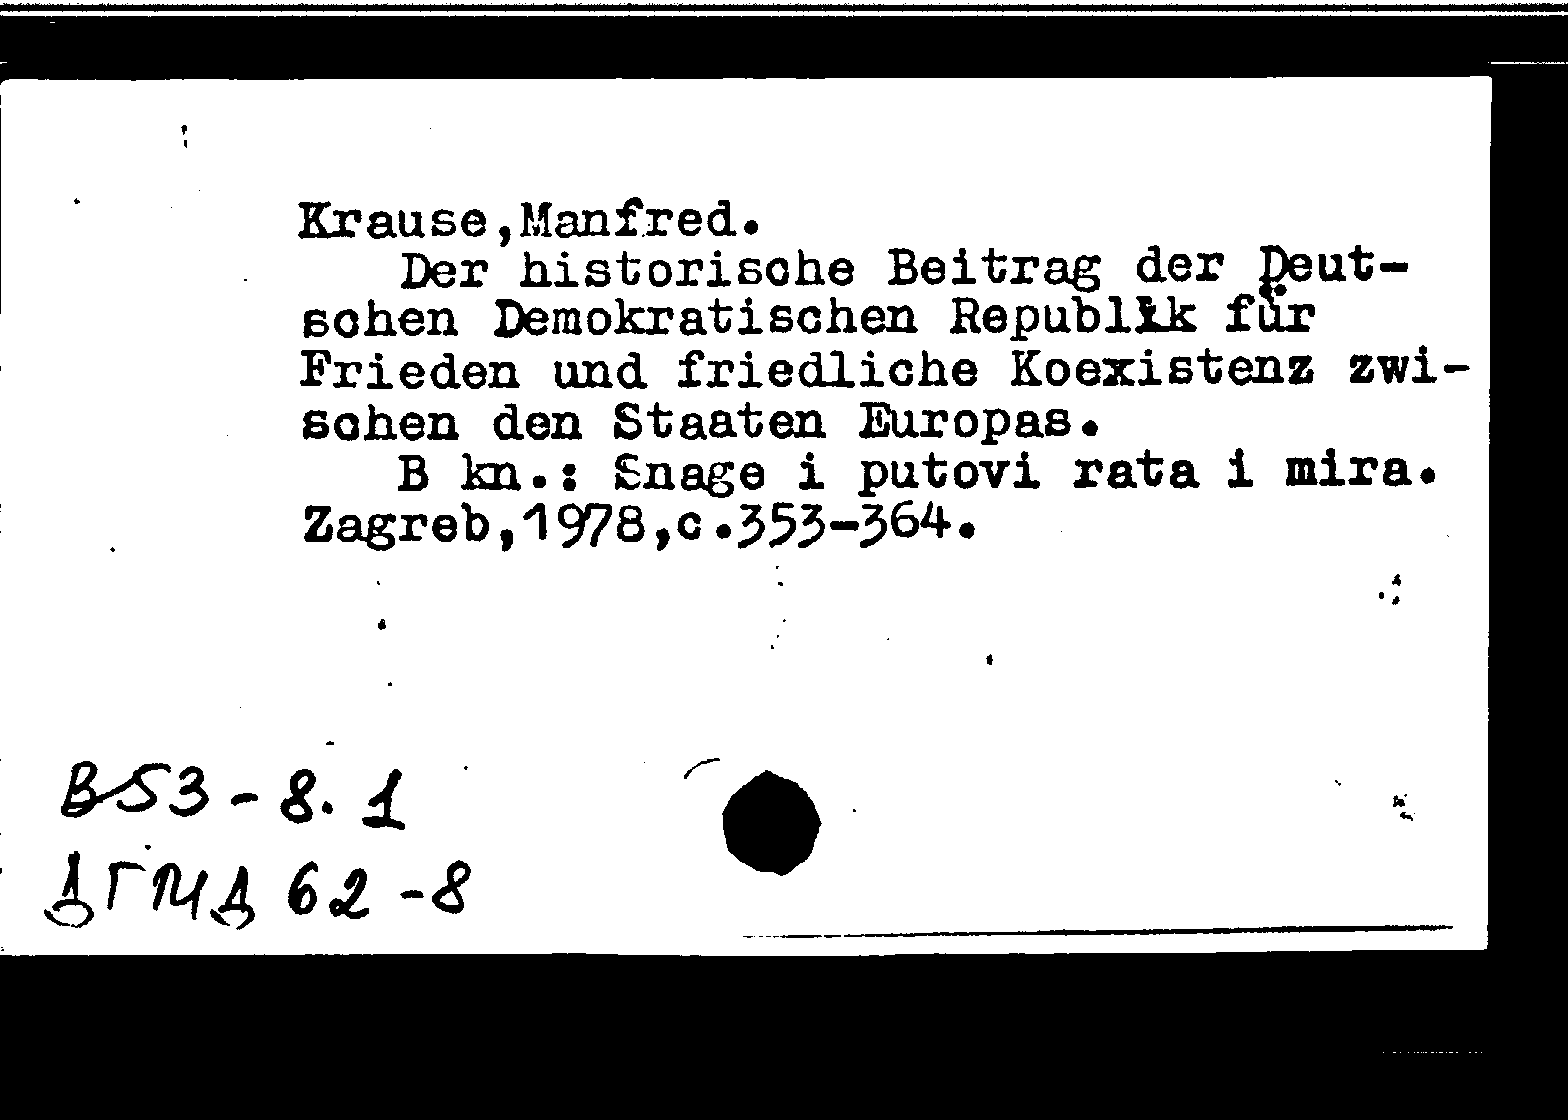 Krause,Manfred.
Der historische Beitrag der Deut-
schen Demokratischen Republik für
Frieden und friedliche Koexistenz zwi-
schen den Staaten Europas.
В kn.: Snage i putovi rata i mira.
Zagreb,1978,с.353-364.
В53-8.1
ДГМД 62-8